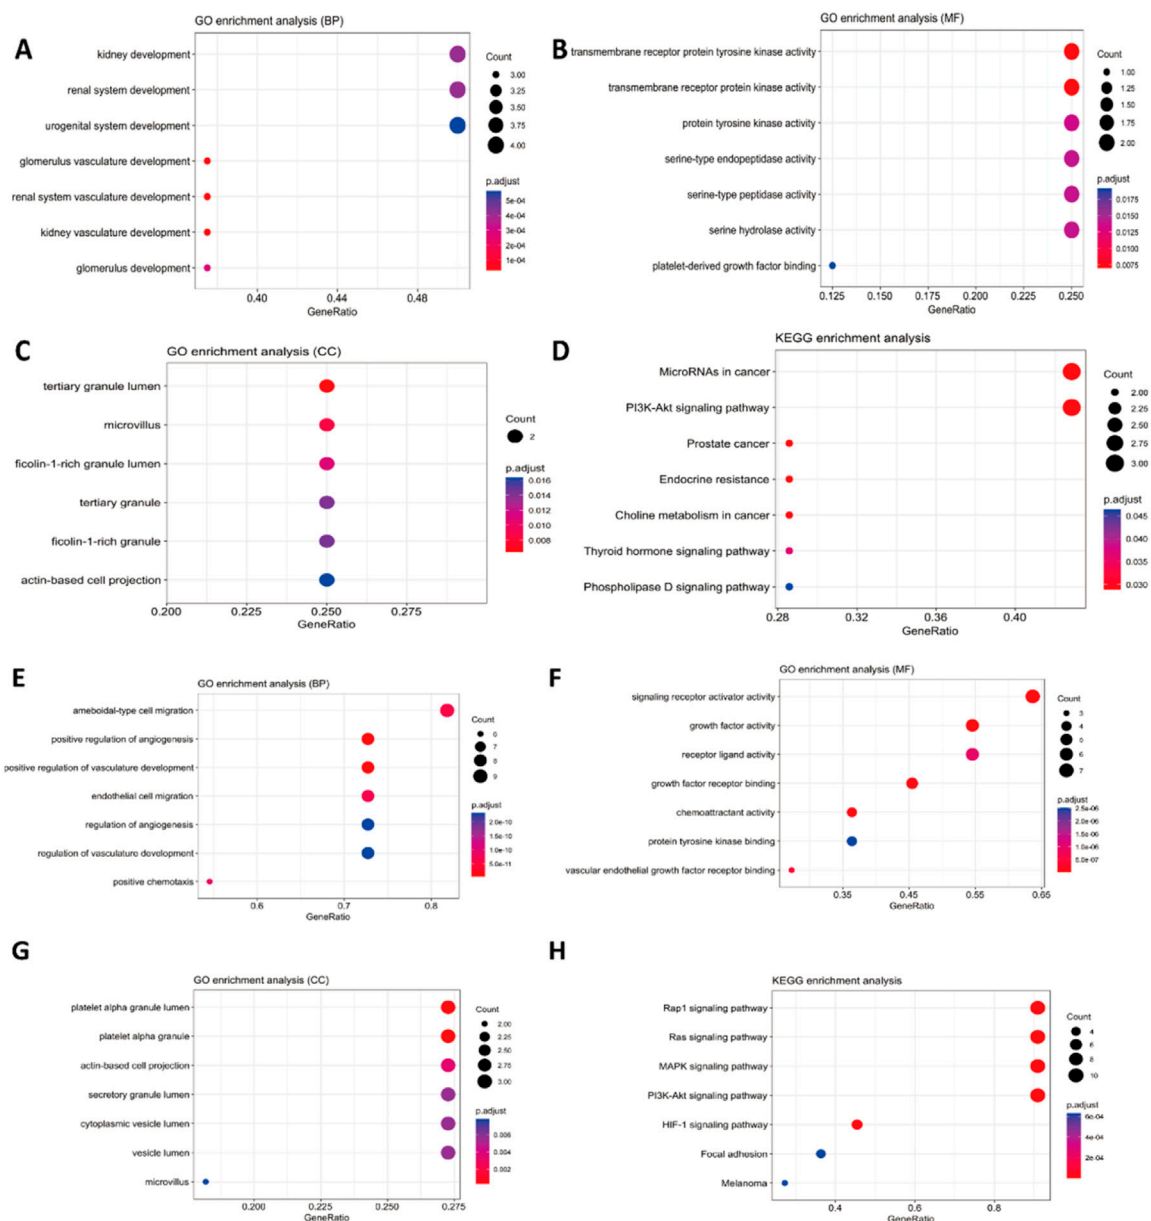 A
GO enrichment analysis (BP)
kidney development
renal system development
urogenital system development
glomerulus vasculature development
renal system vasculature development
kidney vasculature development
glomerulus development
0.40 0.44 0.48
GeneRatio
Count
3.00
3.25
3.50
3.75
4.00
p.adjust
5e-04
4e-04
3e-04
2e-04
1e-04
B
GO enrichment analysis (MF)
transmembrane receptor protein tyrosine kinase activity
transmembrane receptor protein kinase activity
protein tyrosine kinase activity
serine-type endopeptidase activity
serine-type peptidase activity
serine hydrolase activity
platelet-derived growth factor binding
0.125 0.150 0.175 0.200 0.225 0.250
GeneRatio
Count
1.00
1.25
1.50
1.75
2.00
p.adjust
0.0175
0.0150
0.0125
0.0100
0.0075
C
GO enrichment analysis (CC)
tertiary granule lumen
microvillus
ficolin-1-rich granule lumen
tertiary granule
ficolin-1-rich granule
actin-based cell projection
0.200 0.225 0.250 0.275
GeneRatio
Count
2
p.adjust
0.016
0.014
0.012
0.010
0.008
D
KEGG enrichment analysis
MicroRNAs in cancer
PI3K-Akt signaling pathway
Prostate cancer
Endocrine resistance
Choline metabolism in cancer
Thyroid hormone signaling pathway
Phospholipase D signaling pathway
0.28 0.32 0.36 0.40
GeneRatio
Count
2.00
2.25
2.50
2.75
3.00
p.adjust
0.045
0.040
0.035
0.030
E
GO enrichment analysis (BP)
ameboidal-type cell migration
positive regulation of angiogenesis
positive regulation of vasculature development
endothelial cell migration
regulation of angiogenesis
regulation of vasculature development
positive chemotaxis
0.6 0.7 0.8
GeneRatio
Count
6
7
8
9
p.adjust
2.0e-10
1.5e-10
1.0e-10
5.0e-11
F
GO enrichment analysis (MF)
signaling receptor activator activity
growth factor activity
receptor ligand activity
growth factor receptor binding
chemoattractant activity
protein tyrosine kinase binding
vascular endothelial growth factor receptor binding
0.35 0.45 0.55 0.65
GeneRatio
Count
3
4
5
6
7
p.adjust
2.5e-06
2.0e-06
1.5e-06
1.0e-06
5.0e-07
G
GO enrichment analysis (CC)
platelet alpha granule lumen
platelet alpha granule
actin-based cell projection
secretory granule lumen
cytoplasmic vesicle lumen
vesicle lumen
microvillus
0.200 0.225 0.250 0.275
GeneRatio
Count
2.00
2.25
2.50
2.75
3.00
p.adjust
0.006
0.004
0.002
H
KEGG enrichment analysis
Rap1 signaling pathway
Ras signaling pathway
MAPK signaling pathway
PI3K-Akt signaling pathway
HIF-1 signaling pathway
Focal adhesion
Melanoma
0.4 0.6 0.8
GeneRatio
Count
4
6
8
10
p.adjust
6e-04
4e-04
2e-04